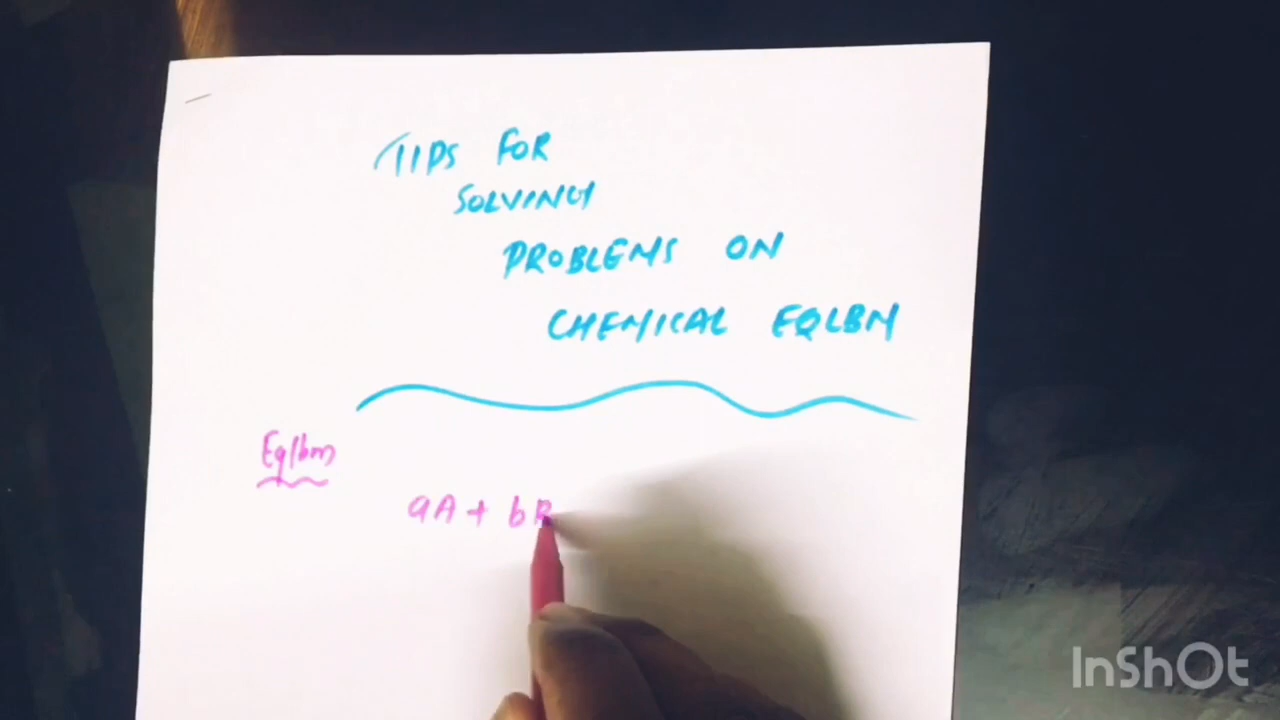 TIPS FOR
SOLVING
PROBLEMS ON
CHEMICAL EQLBM
Eqlbm
aA + bB
InShOt